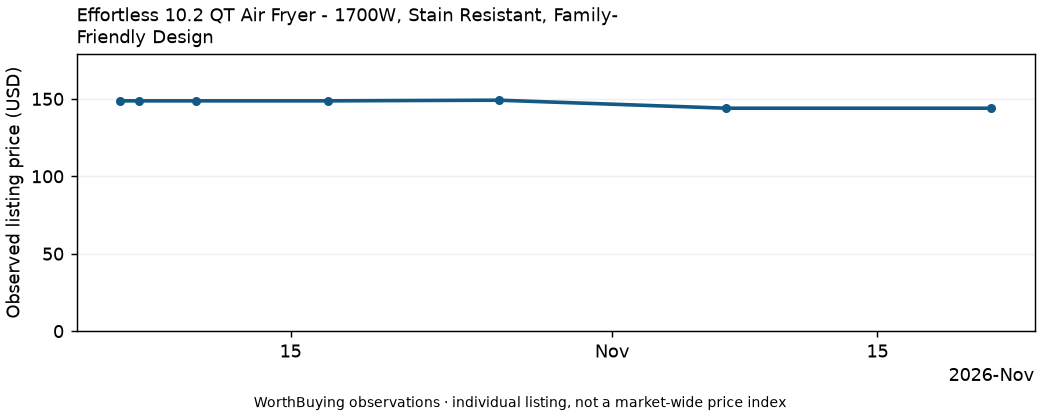 Effortless 10.2 QT Air Fryer - 1700W, Stain Resistant, Family-
Friendly Design
Observed listing price (USD)
150
100
50
0
15
Nov
15
2026-Nov
WorthBuying observations · individual listing, not a market-wide price index